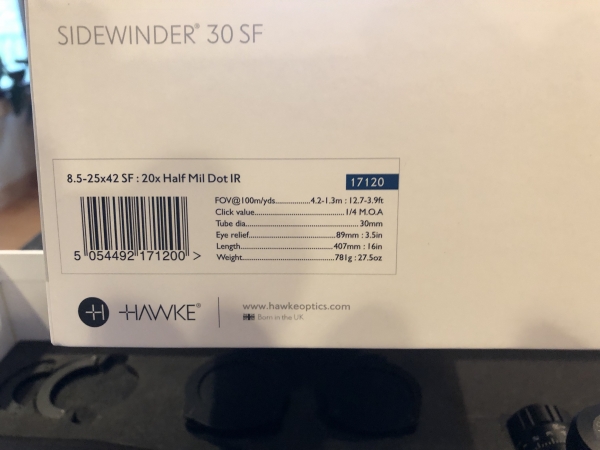 SIDEWINDER® 30 SF
8.5-25x42 SF : 20x Half Mil Dot IR
17120
FOV@100m/yds....................4.2-1.3m : 12.7-3.9ft
Click value............................................1/4 M.O.A
Tube dia......................................................30mm
Eye relief.........................................89mm : 3.5in
Length............................................407mm : 16in
Weight...........................................781g : 27.5oz
5 054492 171200 >
H HAWKE®
www.hawkeoptics.com
Born in the UK